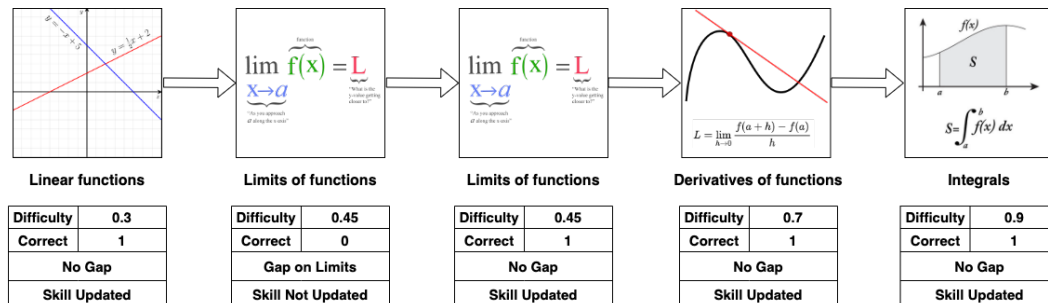 y = -x + 5
y = ½x + 2
x
function
lim f(x) = L
x→a
"As you approach
a along the x-axis"
"What is the
y-value getting
closer to?"
function
lim f(x) = L
x→a
"As you approach
a along the x-axis"
"What is the
y-value getting
closer to?"
L = lim h→0 f(a + h) − f(a) / h
f(x)
S
a b
S=∫ₐᵇ f(x) dx
Linear functions
Limits of functions
Limits of functions
Derivatives of functions
Integrals
Difficulty 0.3
Correct 1
No Gap
Skill Updated
Difficulty 0.45
Correct 0
Gap on Limits
Skill Not Updated
Difficulty 0.45
Correct 1
No Gap
Skill Updated
Difficulty 0.7
Correct 1
No Gap
Skill Updated
Difficulty 0.9
Correct 1
No Gap
Skill Updated